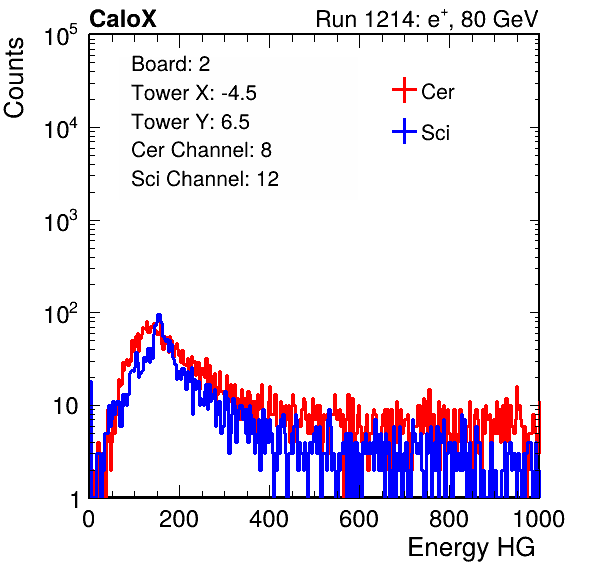 CaloX Run 1214: e⁺, 80 GeV
Counts
Board: 2
Tower X: -4.5
Tower Y: 6.5
Cer Channel: 8
Sci Channel: 12
Cer
Sci
10⁵
10⁴
10³
10²
10
1
0 200 400 600 800 1000
Energy HG